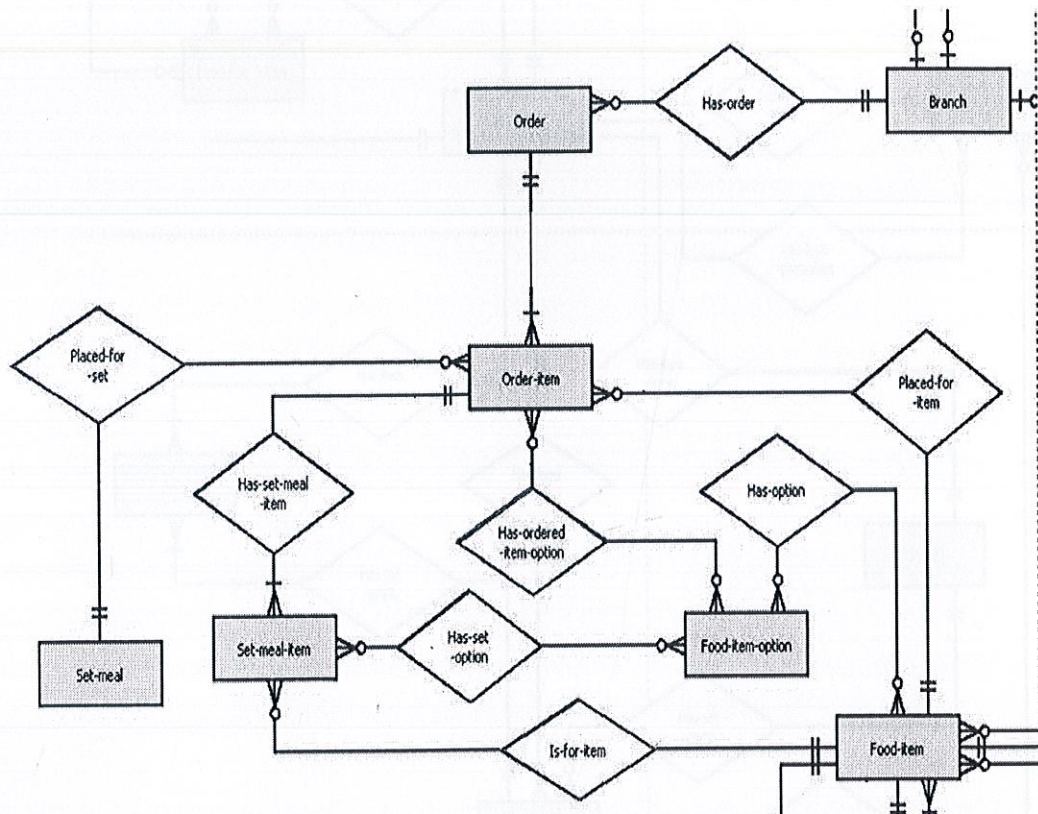 Has-order
Branch
Order
Placed-for
-set
Order-item
Placed-for
-item
Has-set-meal
-item
Has-option
Has-ordered
-item-option
Set-meal-item
Has-set
-option
Food-item-option
Set-meal
Is-for-item
Food-item